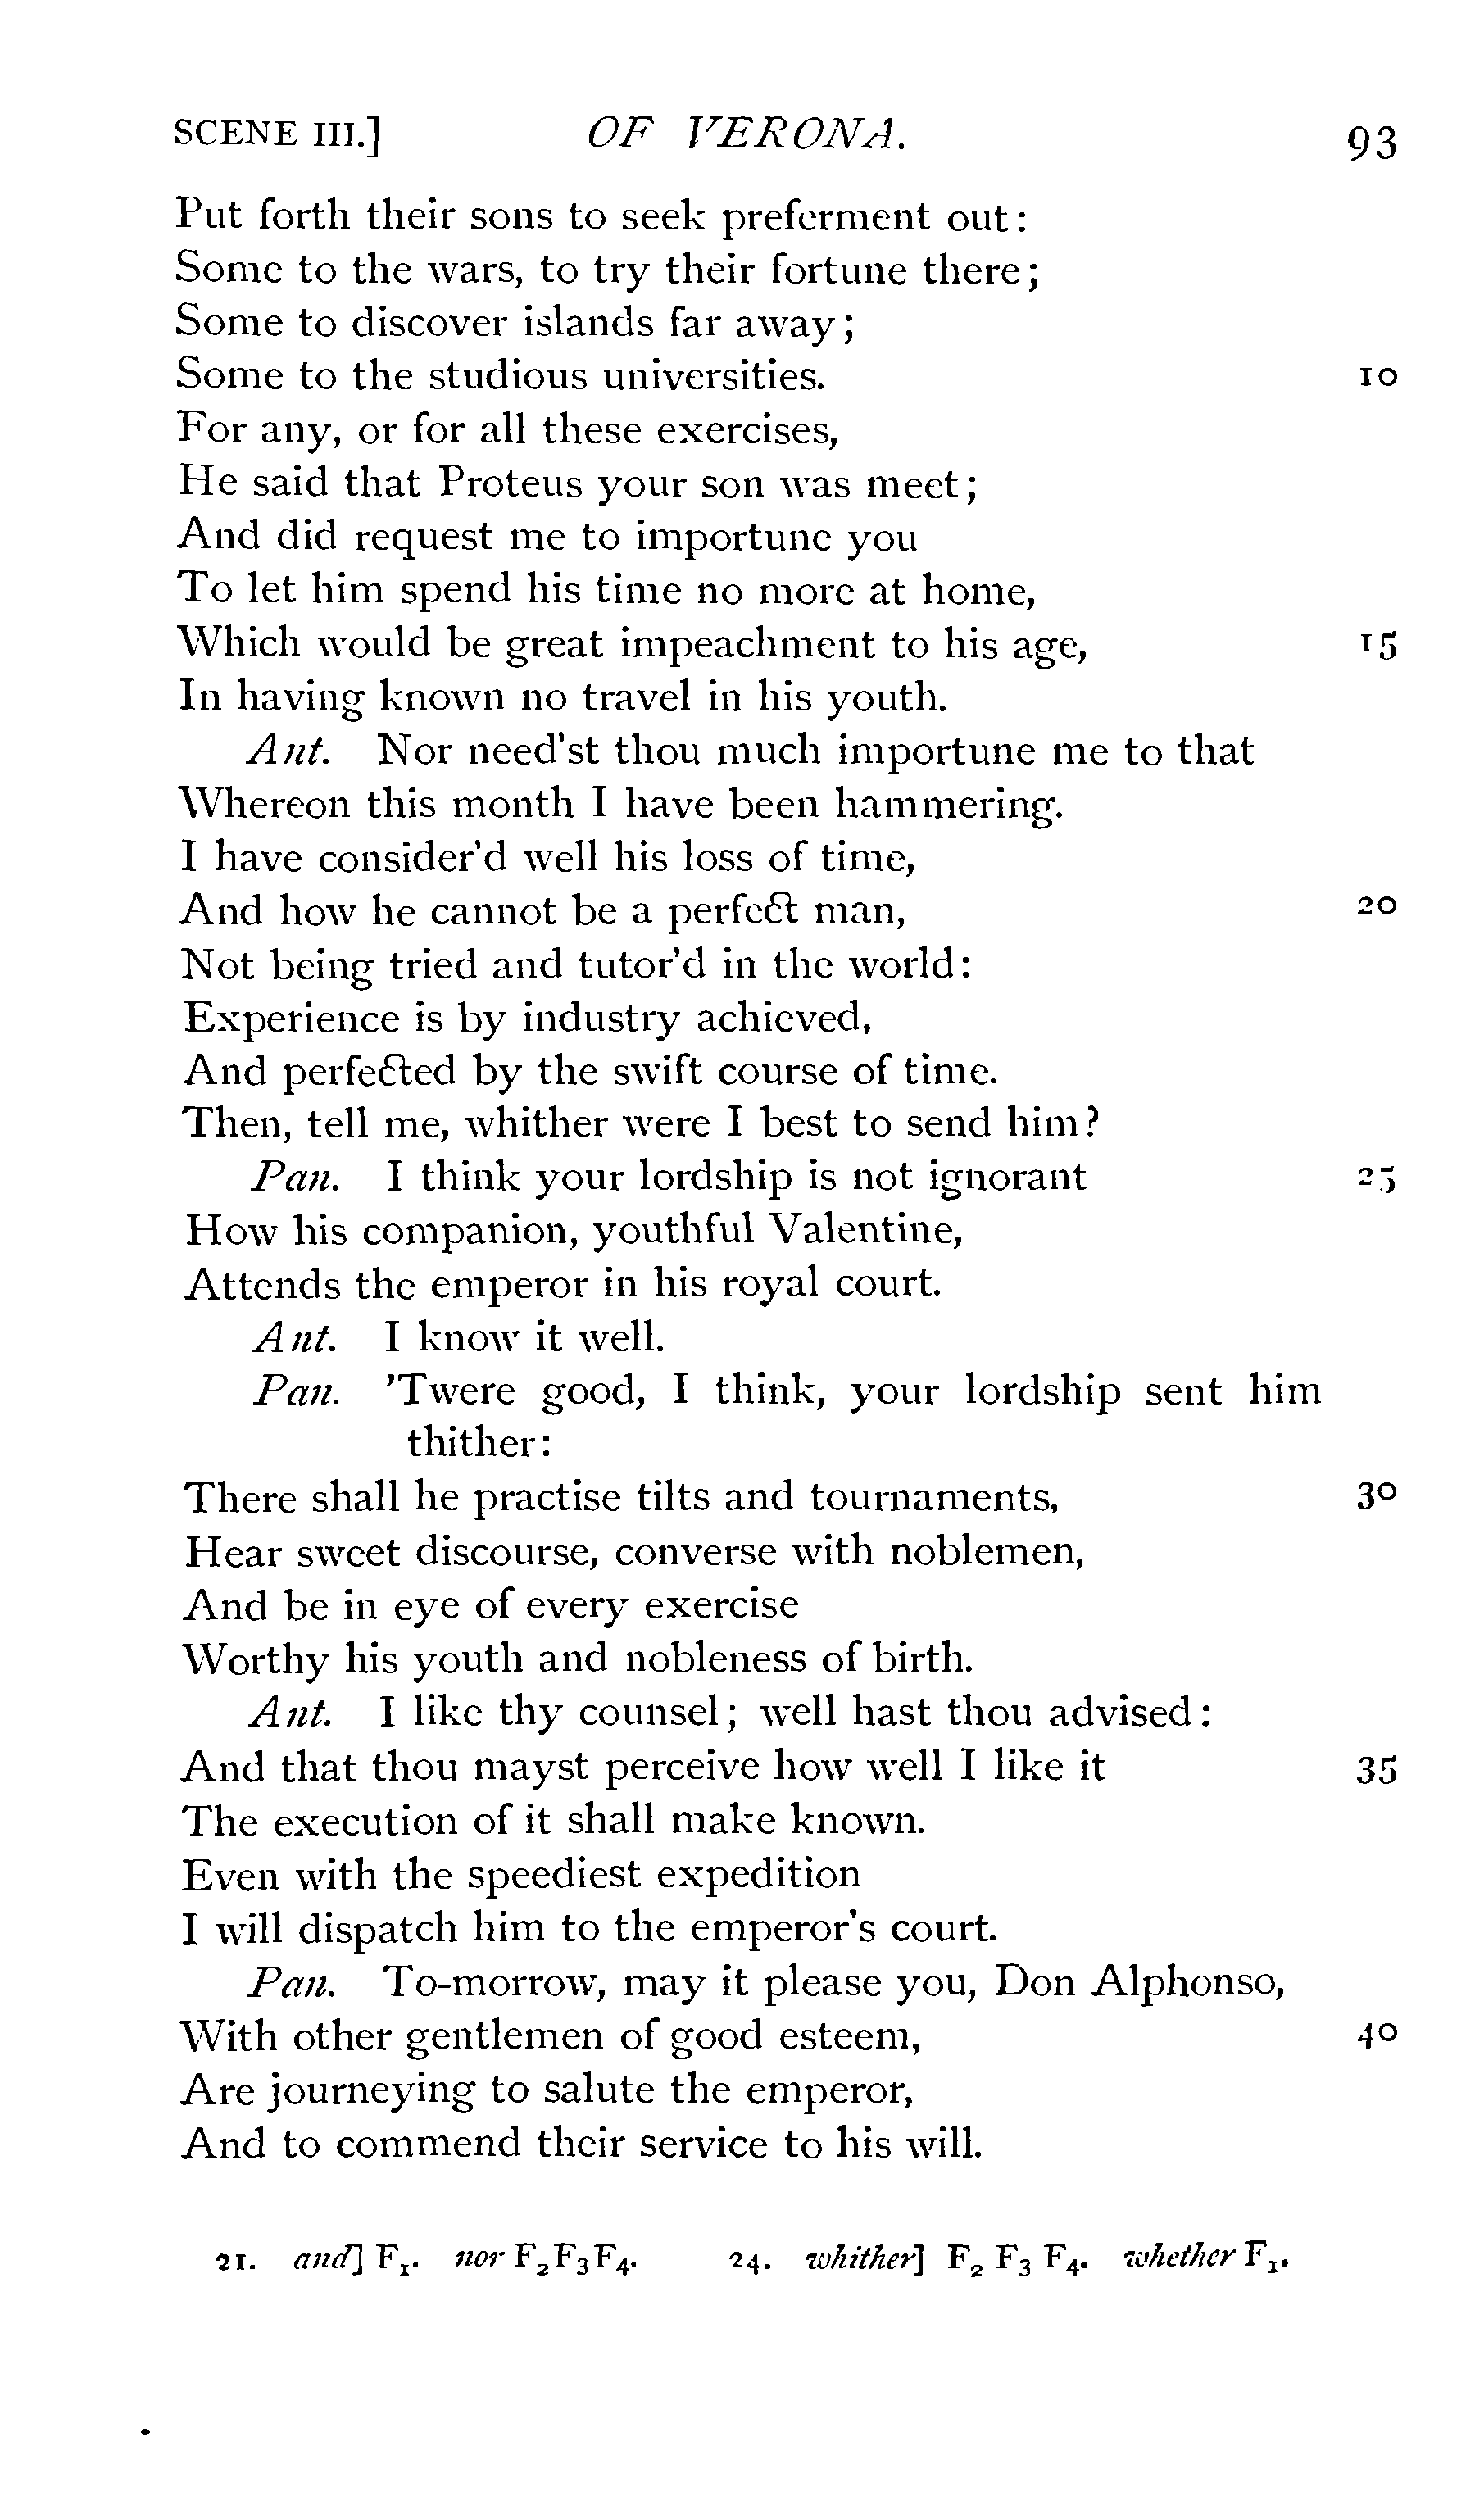 SCENE III.] OF VERONA. 93
Put forth their sons to seek preferment out:
Some to the wars, to try their fortune there;
Some to discover islands far away;
Some to the studious universities. 10
For any, or for all these exercises,
He said that Proteus your son was meet;
And did request me to importune you
To let him spend his time no more at home,
Which would be great impeachment to his age, 15
In having known no travel in his youth.
Ant. Nor need'st thou much importune me to that
Whereon this month I have been hammering.
I have consider'd well his loss of time,
And how he cannot be a perfect man, 20
Not being tried and tutor'd in the world:
Experience is by industry achieved,
And perfected by the swift course of time.
Then, tell me, whither were I best to send him?
Pan. I think your lordship is not ignorant 25
How his companion, youthful Valentine,
Attends the emperor in his royal court.
Ant. I know it well.
Pan. 'Twere good, I think, your lordship sent him
thither:
There shall he practise tilts and tournaments, 30
Hear sweet discourse, converse with noblemen,
And be in eye of every exercise
Worthy his youth and nobleness of birth.
Ant. I like thy counsel; well hast thou advised:
And that thou mayst perceive how well I like it 35
The execution of it shall make known.
Even with the speediest expedition
I will dispatch him to the emperor's court.
Pan. To-morrow, may it please you, Don Alphonso,
With other gentlemen of good esteem, 40
Are journeying to salute the emperor,
And to commend their service to his will.
21. and] F₁. nor F₂F₃F₄. 24. whither] F₂ F₃ F₄. whether F₁.